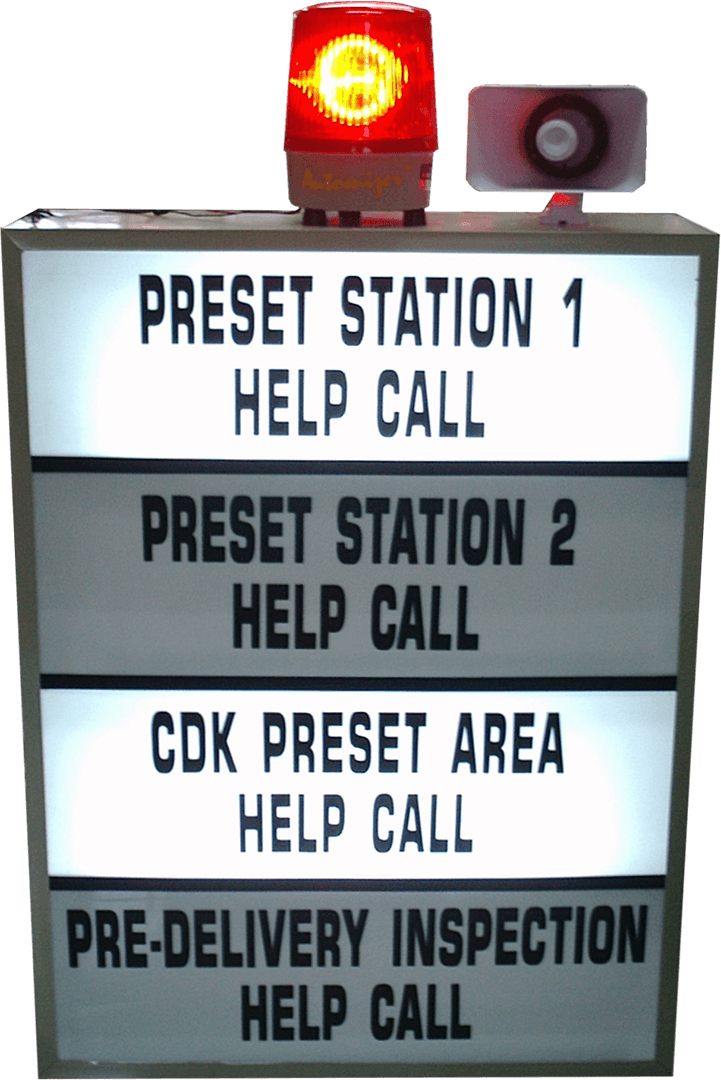 Automizer
PRESET STATION 1
HELP CALL
PRESET STATION 2
HELP CALL
CDK PRESET AREA
HELP CALL
PRE-DELIVERY INSPECTION
HELP CALL